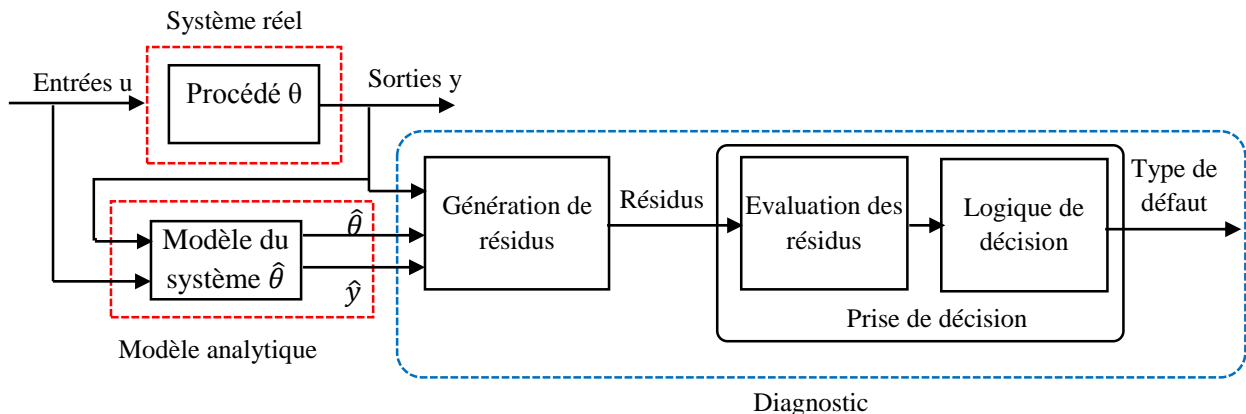 Système réel
Entrées u
Procédé θ
Sorties y
Modèle du
système θ̂
θ̂
ŷ
Modèle analytique
Génération de
résidus
Résidus
Evaluation des
résidus
Logique de
décision
Prise de décision
Type de
défaut
Diagnostic